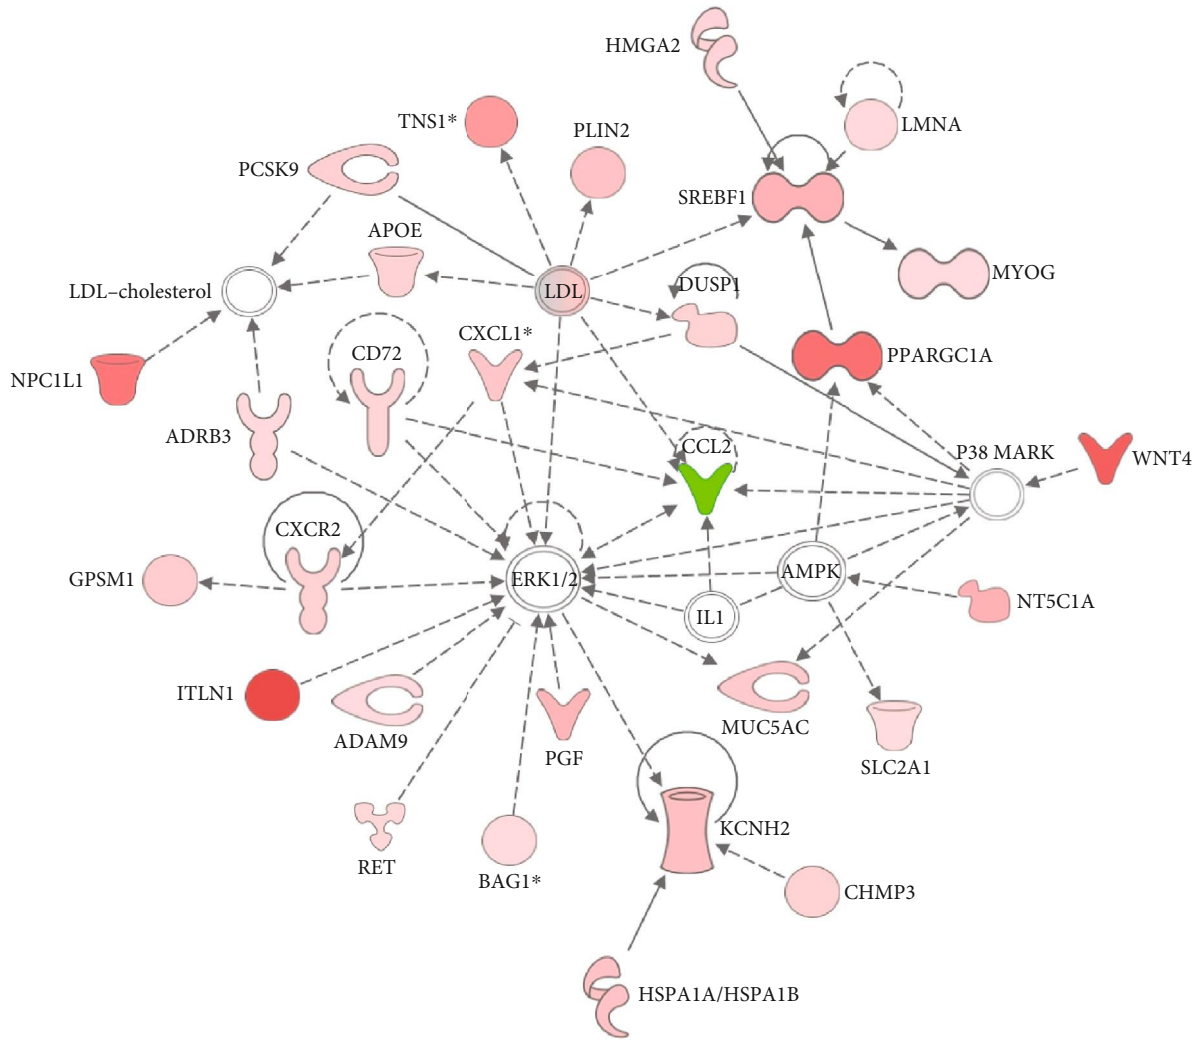 HMGA2
TNS1*
LMNA
PLIN2
PCSK9
SREBF1
APOE
MYOG
LDL-cholesterol
LDL
DUSP1
CXCL1*
CD72
PPARGC1A
NPC1L1
ADRB3
CCL2
P38 MARK
WNT4
CXCR2
GPSM1
ERK1/2
AMPK
IL1
NT5C1A
ITLN1
ADAM9
PGF
MUC5AC
SLC2A1
KCNH2
RET
BAG1*
CHMP3
HSPA1A/HSPA1B